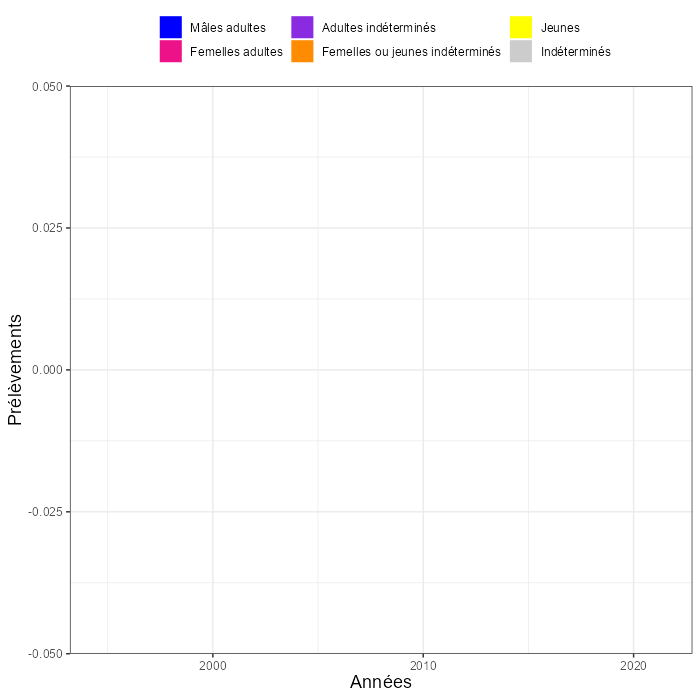 Mâles adultes
Adultes indéterminés
Jeunes
Femelles adultes
Femelles ou jeunes indéterminés
Indéterminés
0.050
0.025
0.000
-0.025
-0.050
Prélèvements
2000
2010
2020
Années